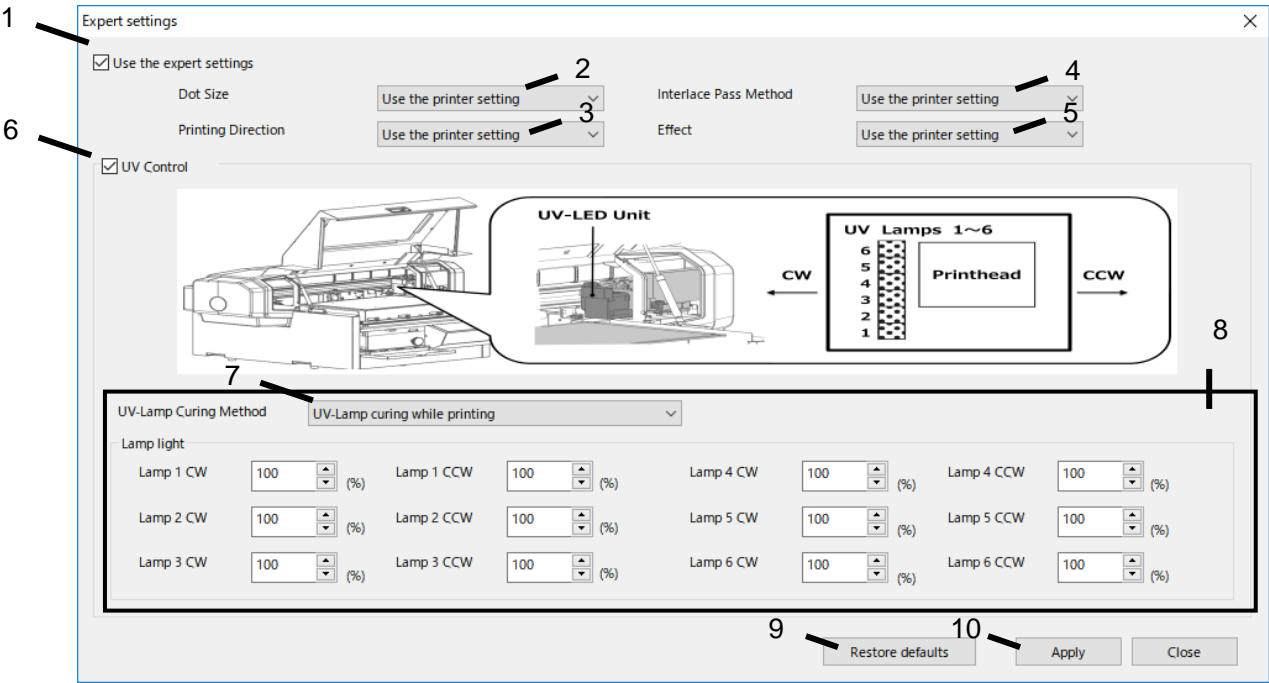 1
Expert settings
Use the expert settings
2
4
Dot Size
Use the printer setting
Interlace Pass Method
Use the printer setting
3
5
Printing Direction
Use the printer setting
Effect
Use the printer setting
6
UV Control
UV-LED Unit
UV Lamps 1~6
6
5
4
3
2
1
Printhead
CW
CCW
8
7
UV-Lamp Curing Method
UV-Lamp curing while printing
Lamp light
Lamp 1 CW 100 (%) Lamp 1 CCW 100 (%) Lamp 4 CW 100 (%) Lamp 4 CCW 100 (%)
Lamp 2 CW 100 (%) Lamp 2 CCW 100 (%) Lamp 5 CW 100 (%) Lamp 5 CCW 100 (%)
Lamp 3 CW 100 (%) Lamp 3 CCW 100 (%) Lamp 6 CW 100 (%) Lamp 6 CCW 100 (%)
9
10
Restore defaults
Apply
Close